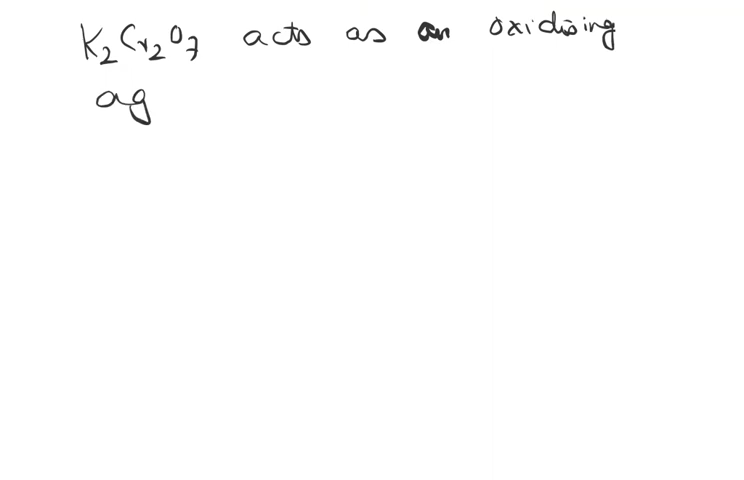 K₂Cr₂O₇ acts as an oxidising
ag